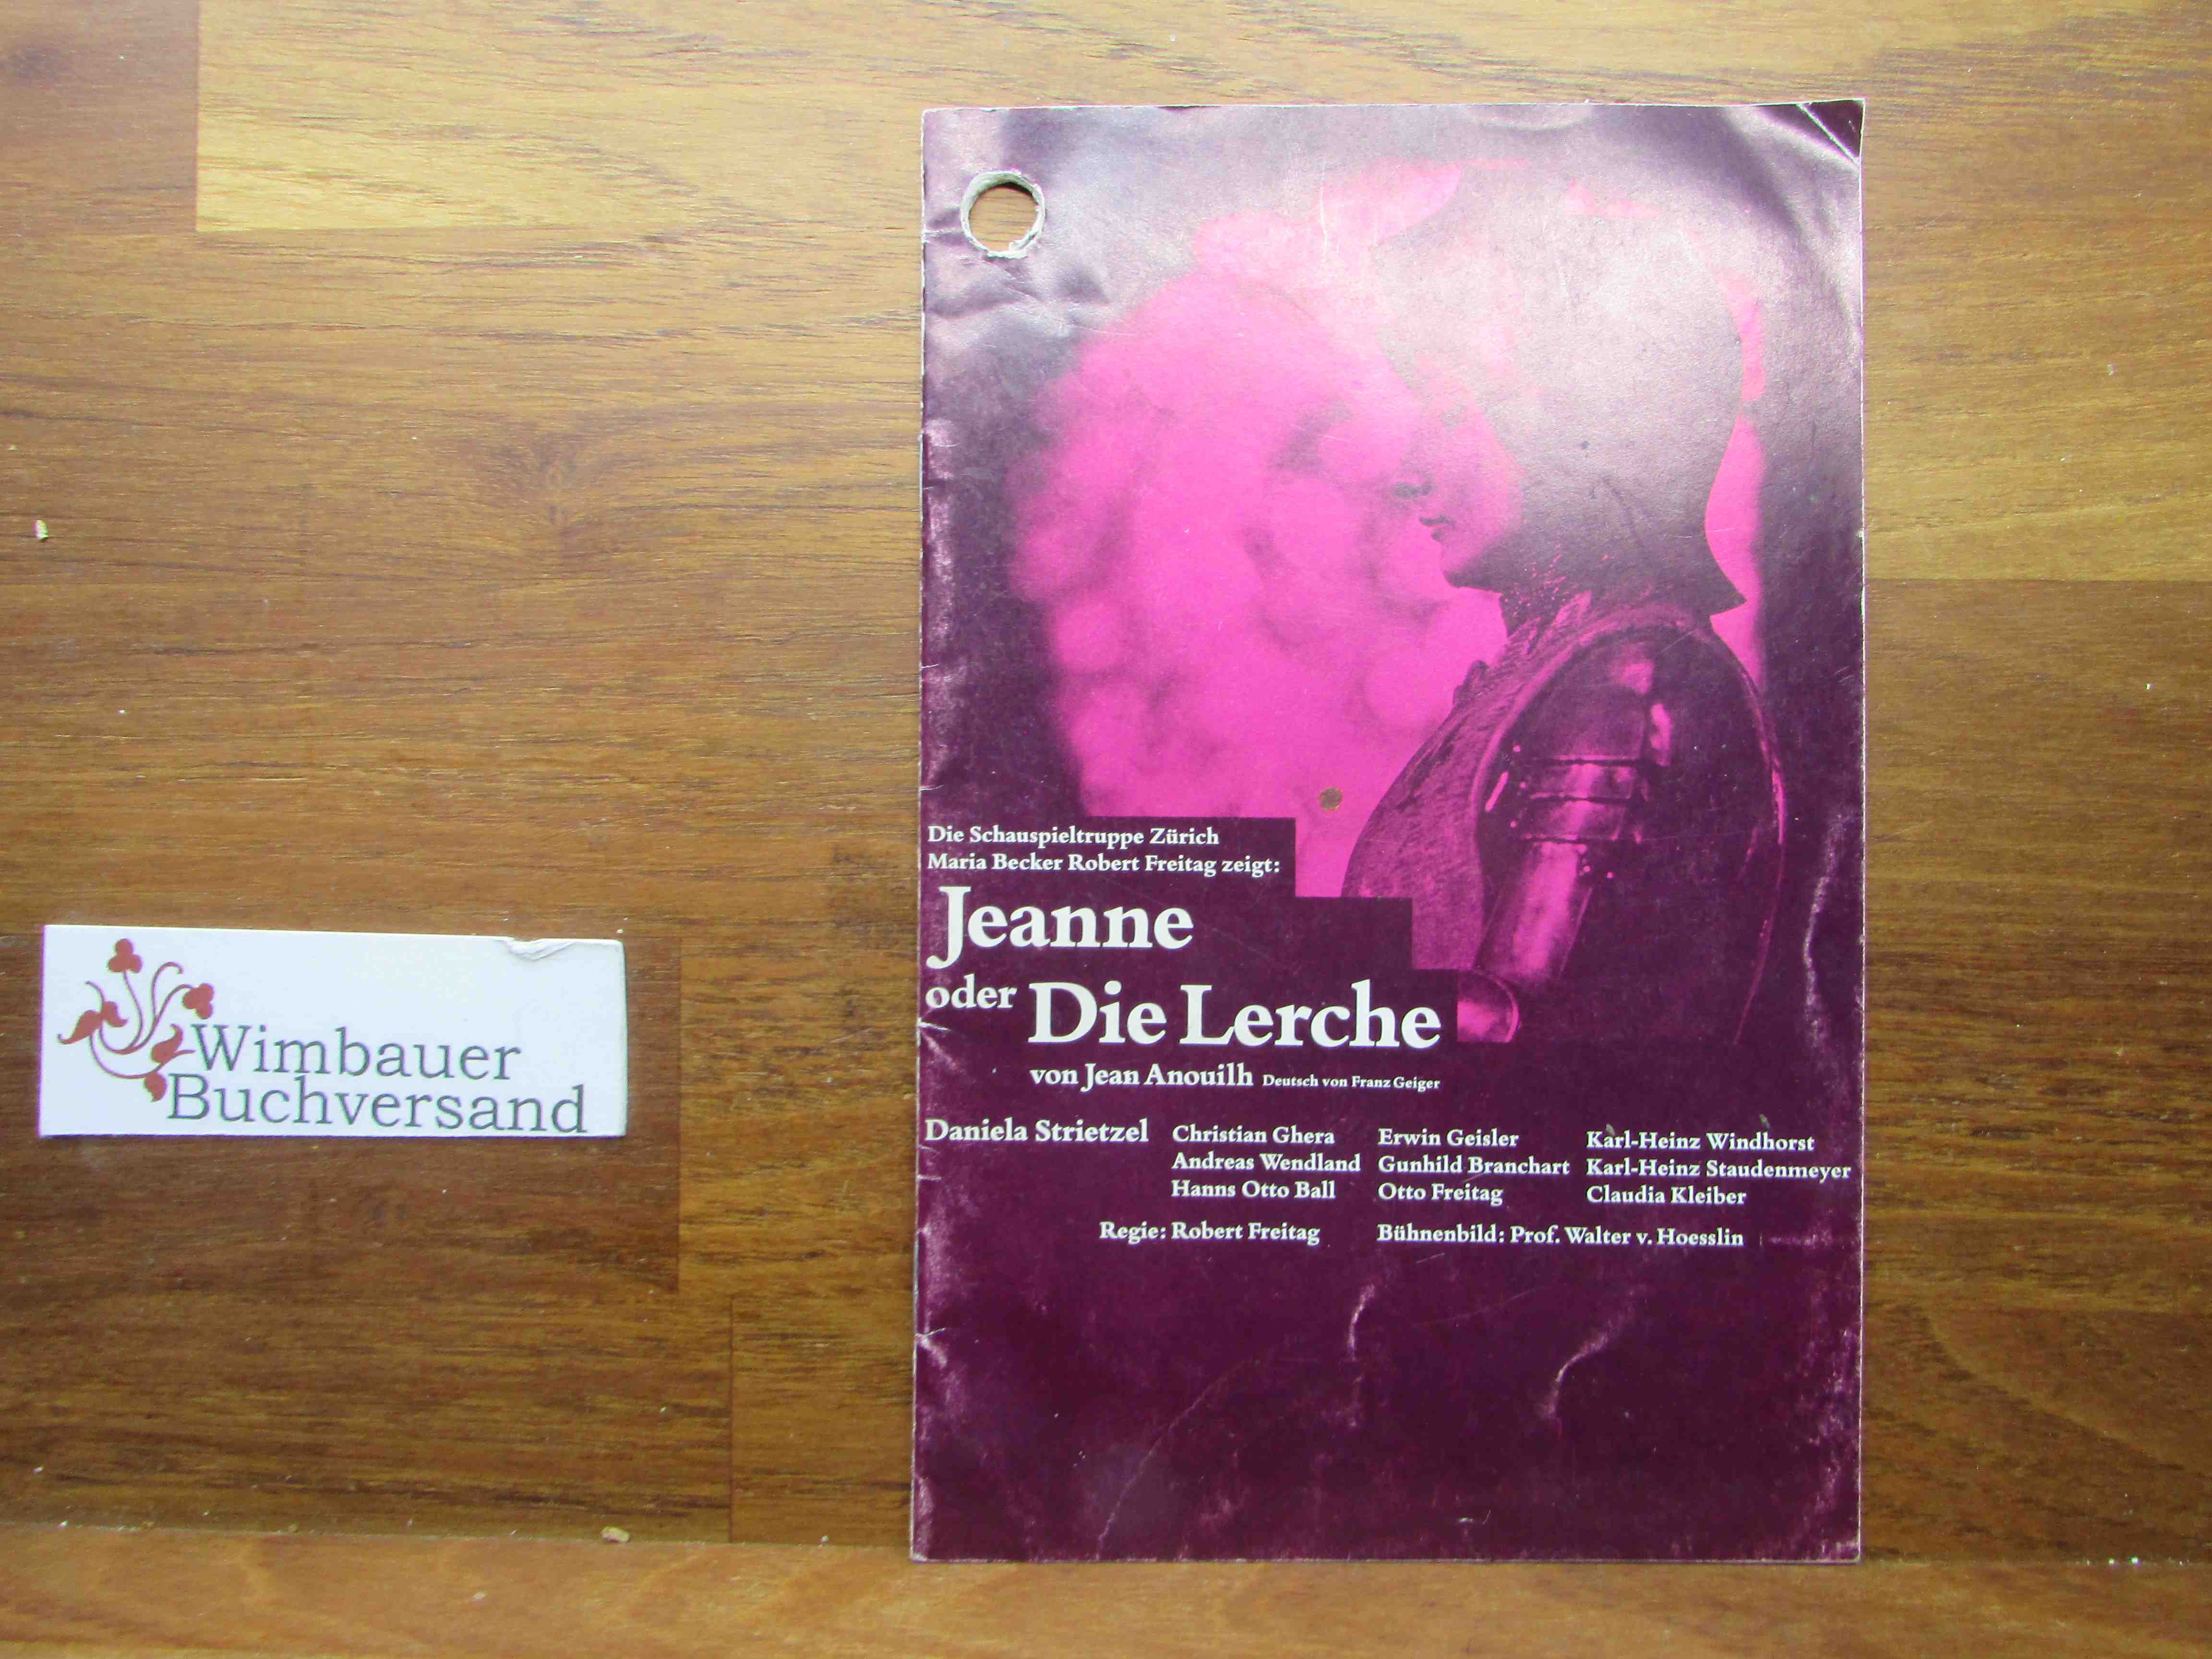 Wimbauer
Buchversand
Die Schauspieltruppe Zürich
Maria Becker Robert Freitag zeigt:
Jeanne
oder Die Lerche
von Jean Anouilh Deutsch von Franz Geiger
Daniela Strietzel Christian Ghera Erwin Geisler Karl-Heinz Windhorst
Andreas Wendland Gunhild Branchart Karl-Heinz Staudenmeyer
Hanns Otto Ball Otto Freitag Claudia Kleiber
Regie: Robert Freitag Bühnenbild: Prof. Walter v. Hoesslin